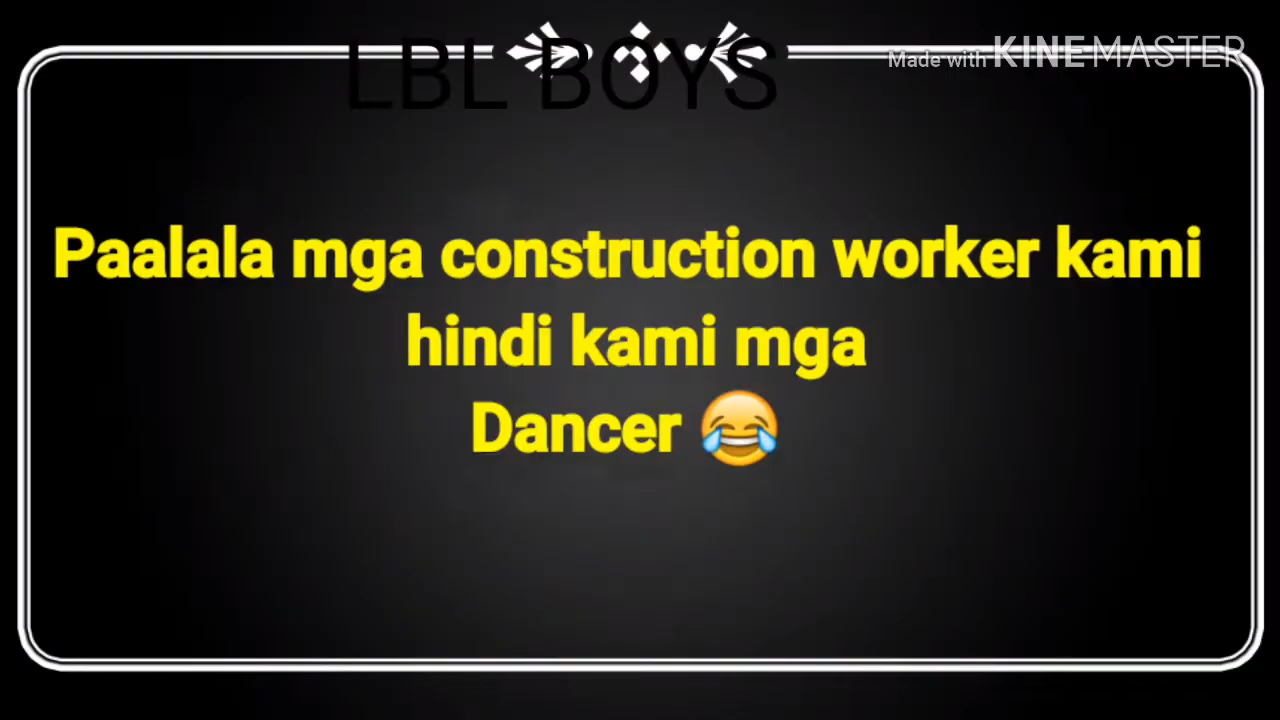 LBL BOYS
Made with KINEMASTER
Paalala mga construction worker kami
hindi kami mga
Dancer 😂